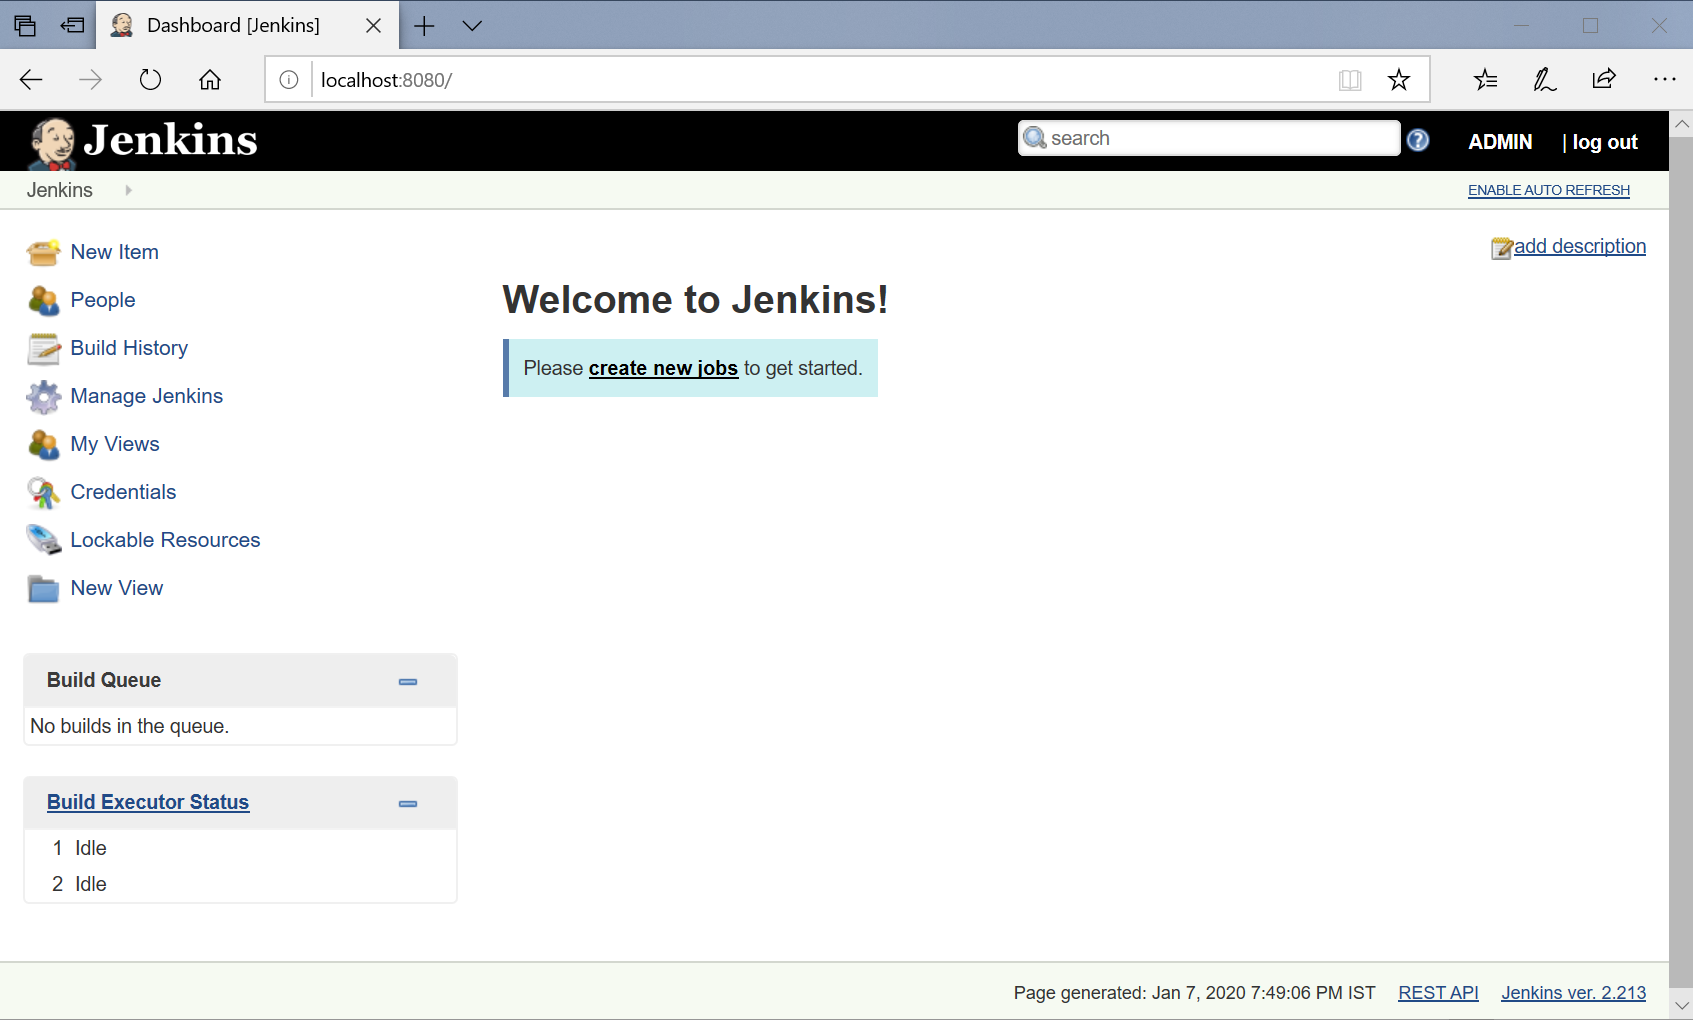 Dashboard [Jenkins]
localhost:8080/
Jenkins
search
ADMIN
| log out
Jenkins
ENABLE AUTO REFRESH
New Item
People
Build History
Manage Jenkins
My Views
Credentials
Lockable Resources
New View
add description
Welcome to Jenkins!
Please create new jobs to get started.
Build Queue
No builds in the queue.
Build Executor Status
1 Idle
2 Idle
Page generated: Jan 7, 2020 7:49:06 PM IST
REST API
Jenkins ver. 2.213